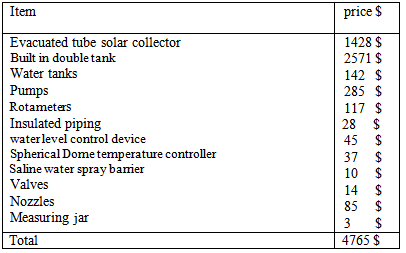 Item price $
Evacuated tube solar collector 1428 $
Built in double tank 2571 $
Water tanks 142 $
Pumps 285 $
Rotameters 117 $
Insulated piping 28 $
water level control device 45 $
Spherical Dome temperature controller 37 $
Saline water spray barrier 10 $
Valves 14 $
Nozzles 85 $
Measuring jar 3 $
Total 4765 $